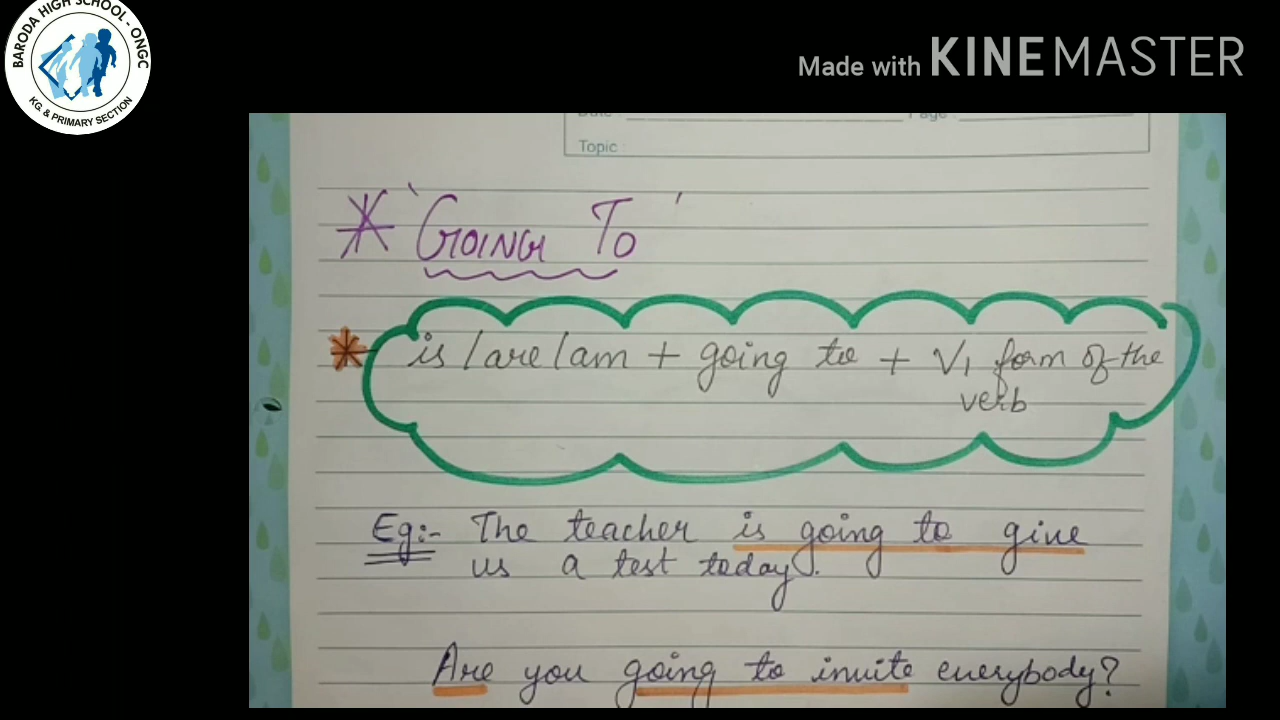 BARODA HIGH SCHOOL - ONGC
KG & PRIMARY SECTION
Made with KINEMASTER
Date : Page :
Topic :
* 'GOING TO'
* is / are / am + going to + V1 form of the
verb
Eg:- The teacher is going to give
us a test today.
Are you going to invite everybody?